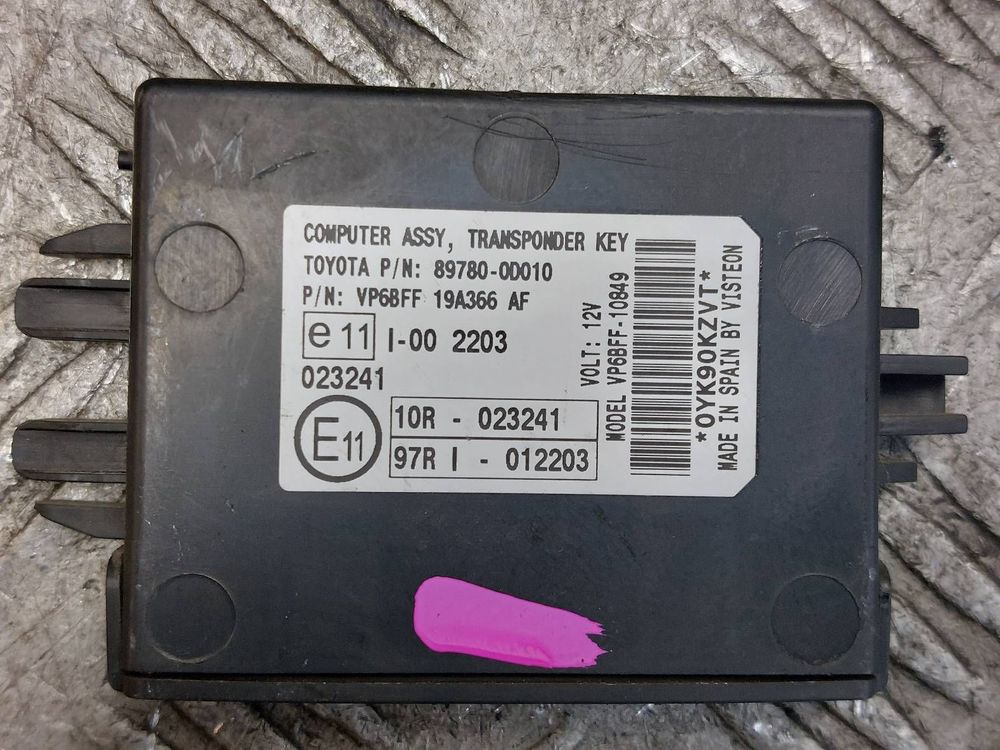 COMPUTER ASSY, TRANSPONDER KEY
TOYOTA P/N: 89780-0D010
P/N: VP6BFF 19A366 AF
e 11 I-00 2203
023241
E11
10R - 023241
97R I - 012203
VOLT: 12V
MODEL VP6BFF-10849
*0YK90KZVT*
MADE IN SPAIN BY VISTEON